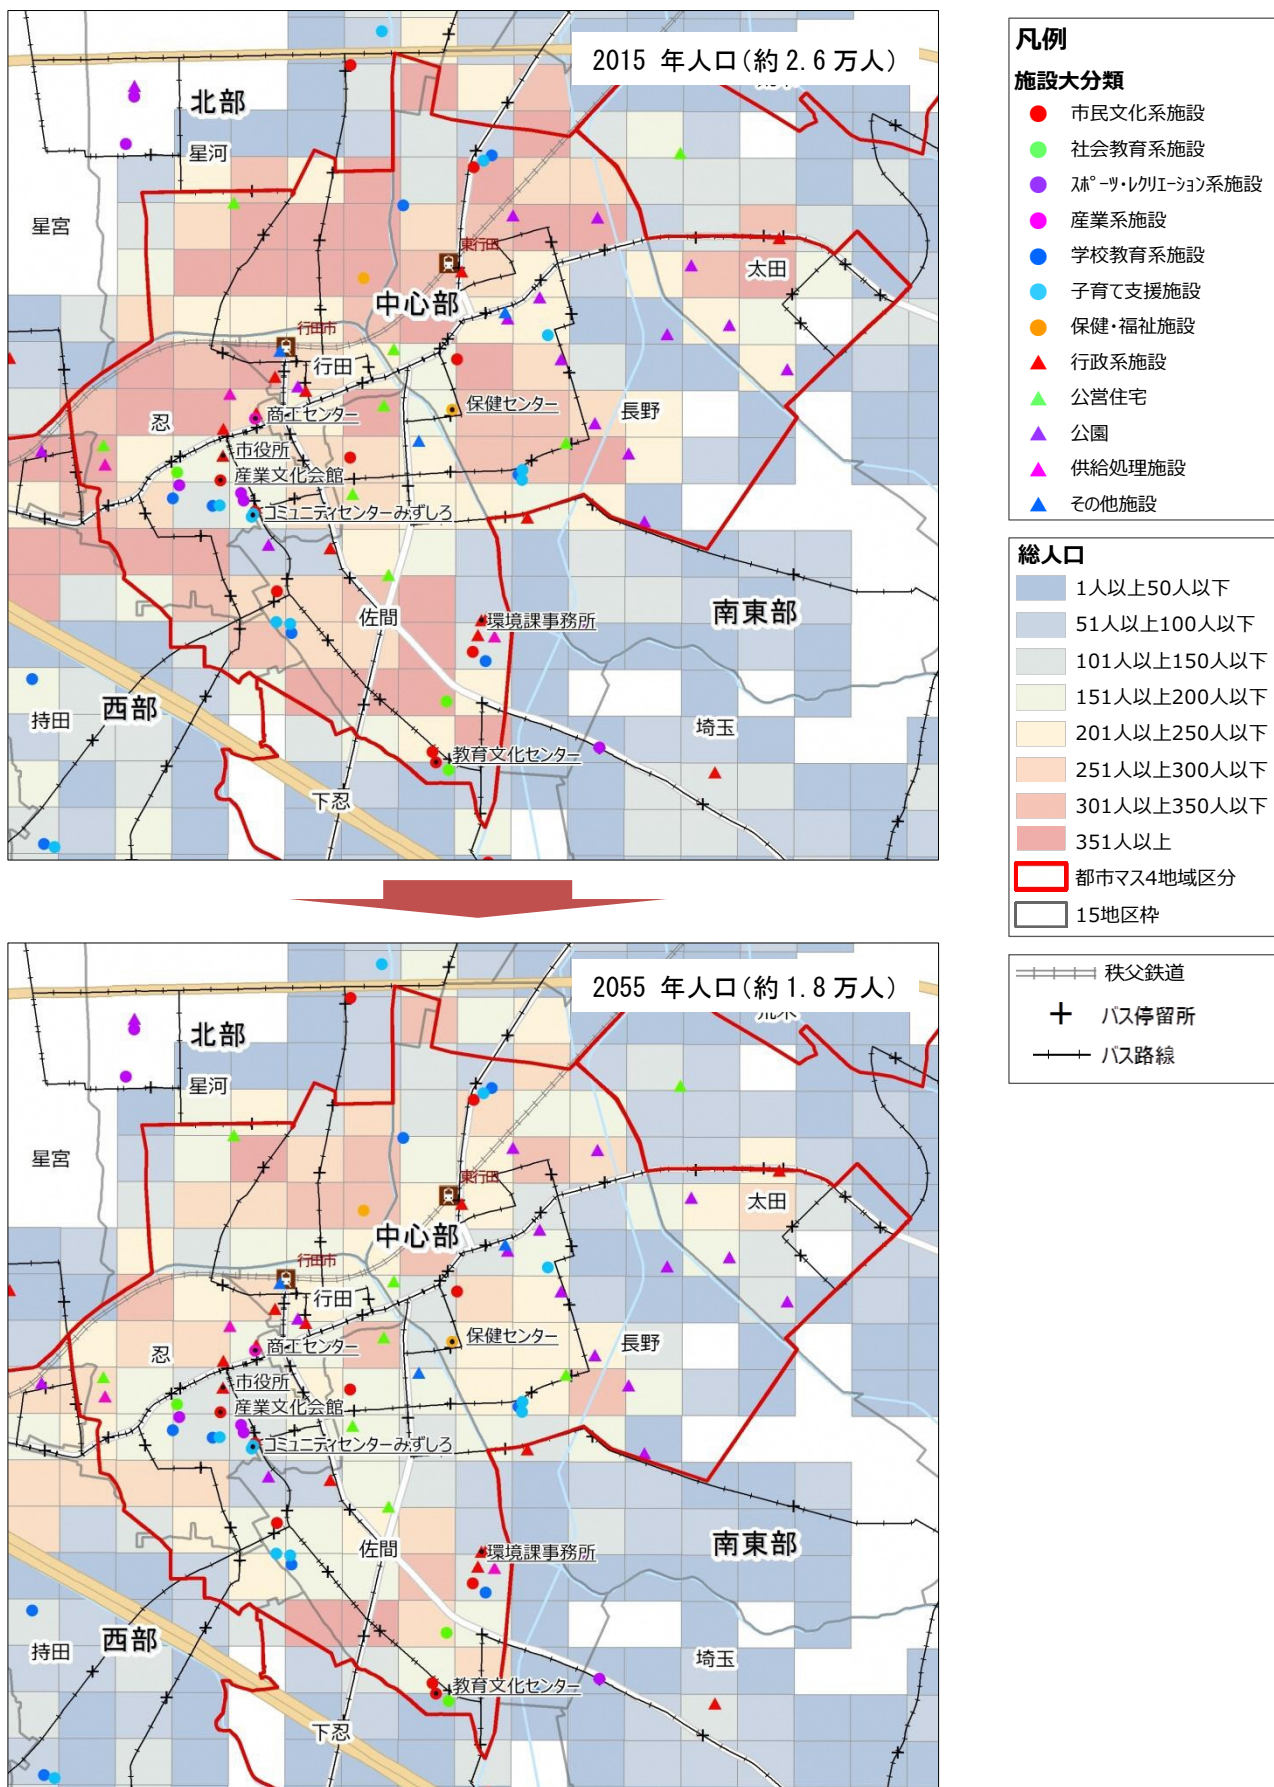 2015 年人口(約2.6万人)
北部
星河
星宮
東行田
太田
中心部
行田市
行田
忍
商工センター
保健センター
長野
市役所
産業文化会館
コミュニティセンターみずしろ
佐間
環境課事務所
南東部
西部
持田
埼玉
教育文化センター
下忍
2055 年人口(約1.8万人)
荒木
北部
星河
星宮
東行田
太田
中心部
行田市
行田
忍
商工センター
保健センター
長野
市役所
産業文化会館
コミュニティセンターみずしろ
佐間
環境課事務所
南東部
西部
持田
埼玉
教育文化センター
下忍
凡例
施設大分類
市民文化系施設
社会教育系施設
ｽﾎﾟｰﾂ・ﾚｸﾘｴｰｼｮﾝ系施設
産業系施設
学校教育系施設
子育て支援施設
保健・福祉施設
行政系施設
公営住宅
公園
供給処理施設
その他施設
総人口
1人以上50人以下
51人以上100人以下
101人以上150人以下
151人以上200人以下
201人以上250人以下
251人以上300人以下
301人以上350人以下
351人以上
都市マス4地域区分
15地区枠
秩父鉄道
バス停留所
バス路線